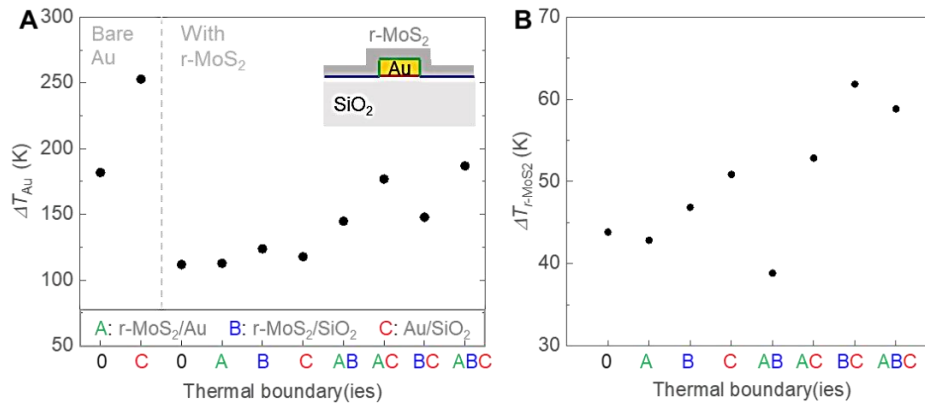 A
300
250
200
150
100
50
ΔT_Au (K)
Bare
Au
With
r-MoS₂
r-MoS₂
Au
SiO₂
A: r-MoS₂/Au B: r-MoS₂/SiO₂ C: Au/SiO₂
0 C 0 A B C AB AC BC ABC
Thermal boundary(ies)
B
70
60
50
40
30
ΔT_r-MoS2 (K)
0 A B C AB AC BC ABC
Thermal boundary(ies)